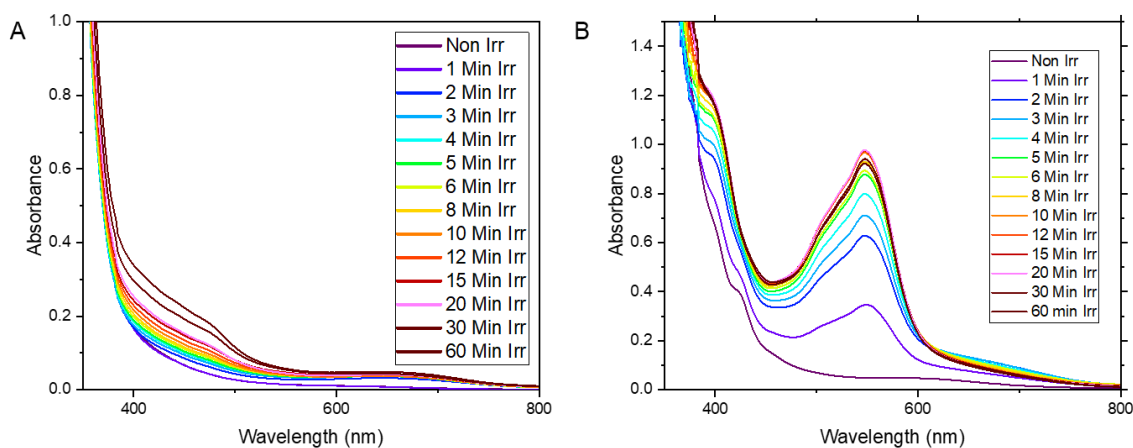 A
1.0
0.8
0.6
0.4
0.2
0.0
Absorbance
400
600
800
Wavelength (nm)
Non Irr
1 Min Irr
2 Min Irr
3 Min Irr
4 Min Irr
5 Min Irr
6 Min Irr
8 Min Irr
10 Min Irr
12 Min Irr
15 Min Irr
20 Min Irr
30 Min Irr
60 Min Irr
B
1.4
1.2
1.0
0.8
0.6
0.4
0.2
0.0
Absorbance
400
600
800
Wavelength (nm)
Non Irr
1 Min Irr
2 Min Irr
3 Min Irr
4 Min Irr
5 Min Irr
6 Min Irr
8 Min Irr
10 Min Irr
12 Min Irr
15 Min Irr
20 Min Irr
30 Min Irr
60 min Irr